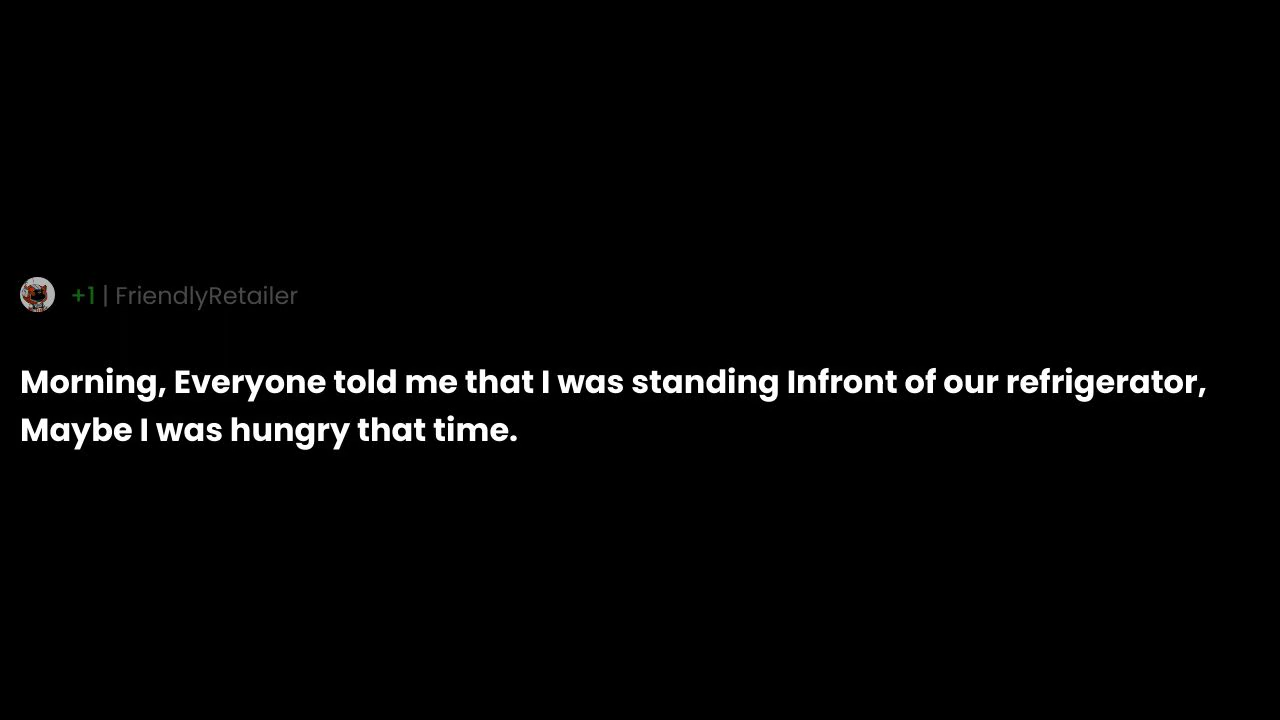 +1 | FriendlyRetailer
Morning, Everyone told me that I was standing Infront of our refrigerator,
Maybe I was hungry that time.